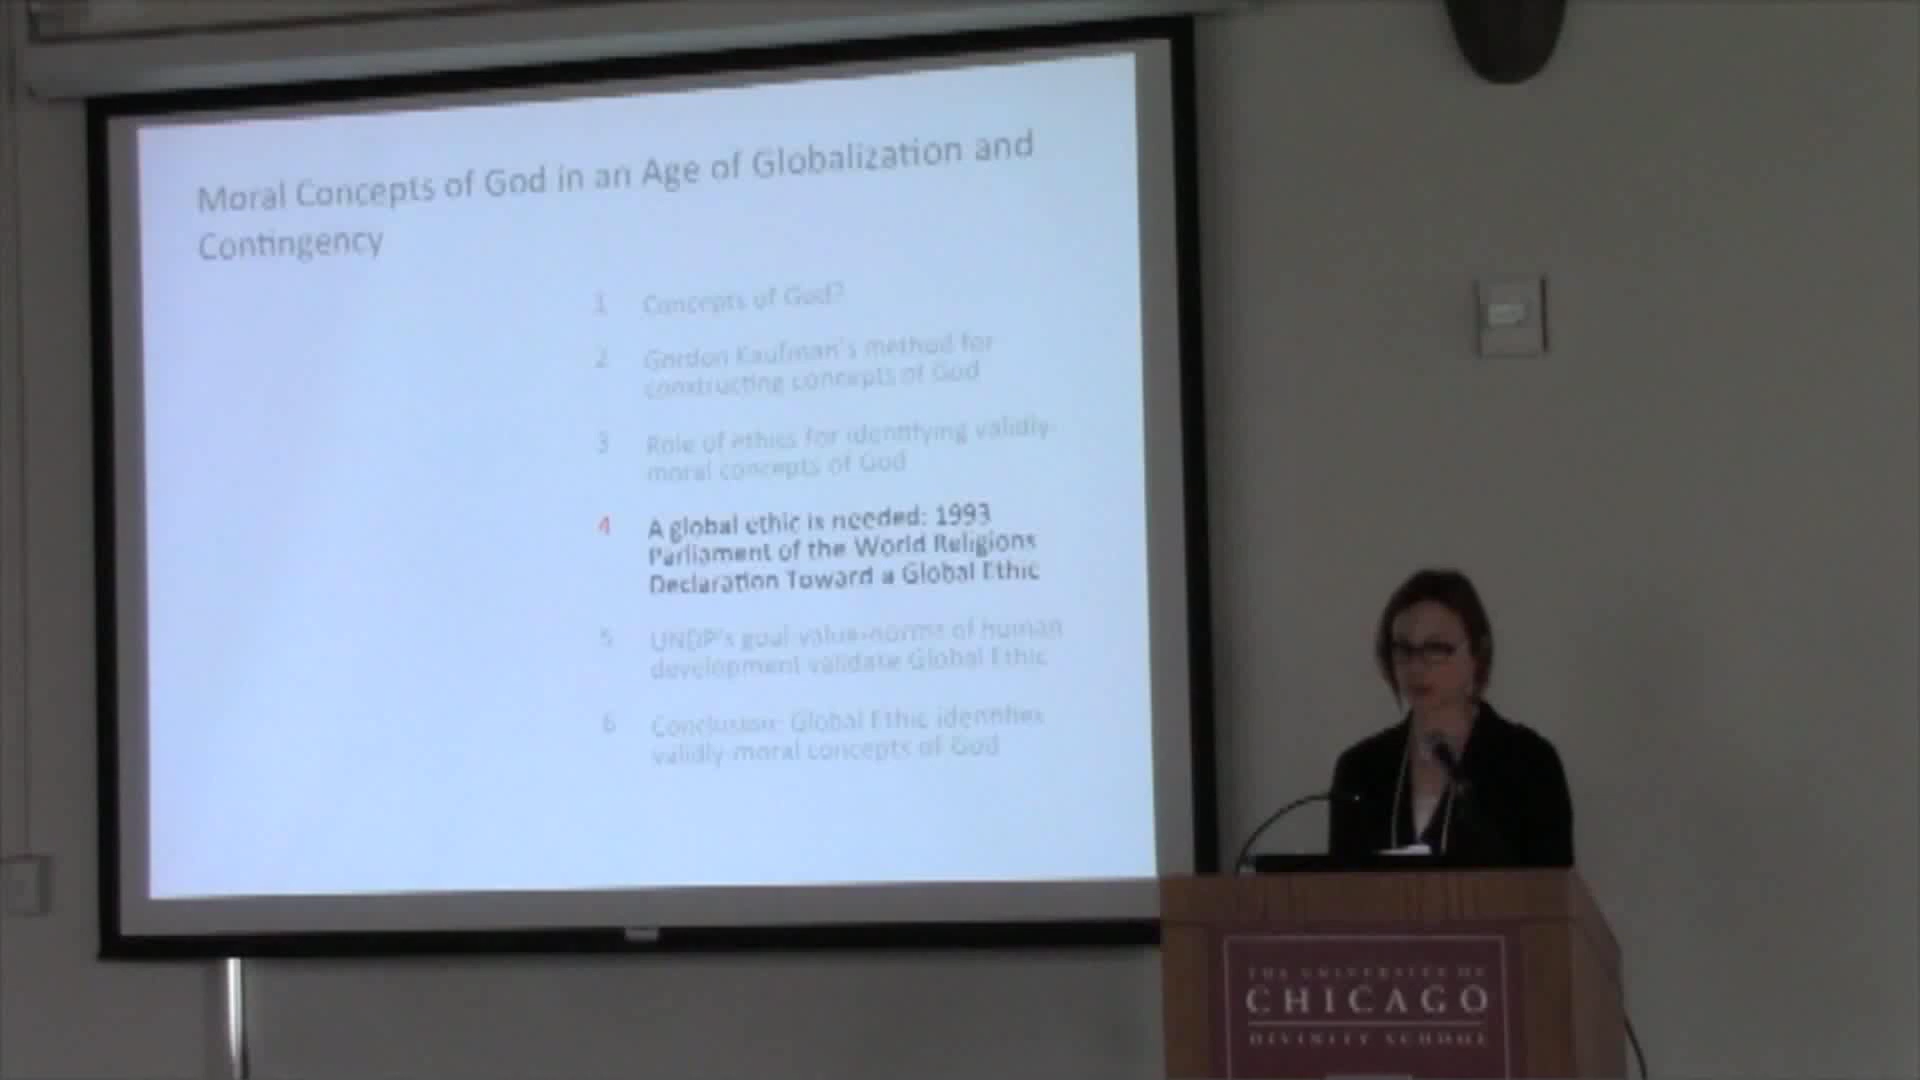 Moral Concepts of God in an Age of Globalization and
Contingency
1 Concepts of God?
2 Gordon Kaufman's method for
constructing concepts of God
3 Role of ethics for identifying validly-
moral concepts of God
4 A global ethic is needed: 1993
Parliament of the World Religions
Declaration Toward a Global Ethic
5 UNDP's goal-value-norms of human
development validate Global Ethic
6 Conclusion: Global Ethic identifies
validly-moral concepts of God
THE UNIVERSITY OF
CHICAGO
DIVINITY SCHOOL